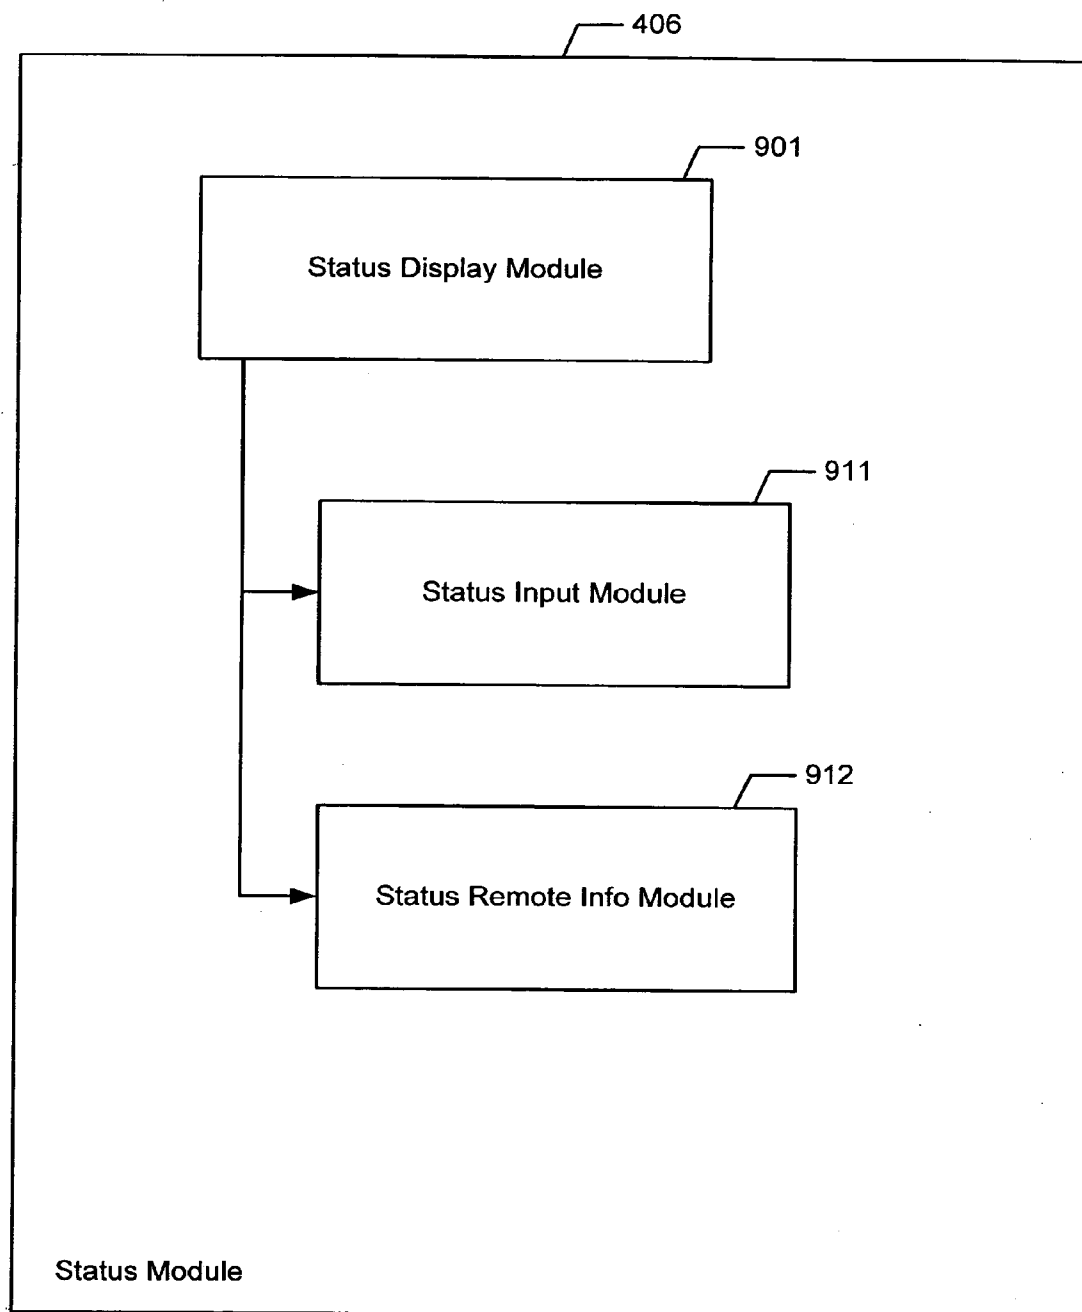 406
901
Status Display Module
911
Status Input Module
912
Status Remote Info Module
Status Module